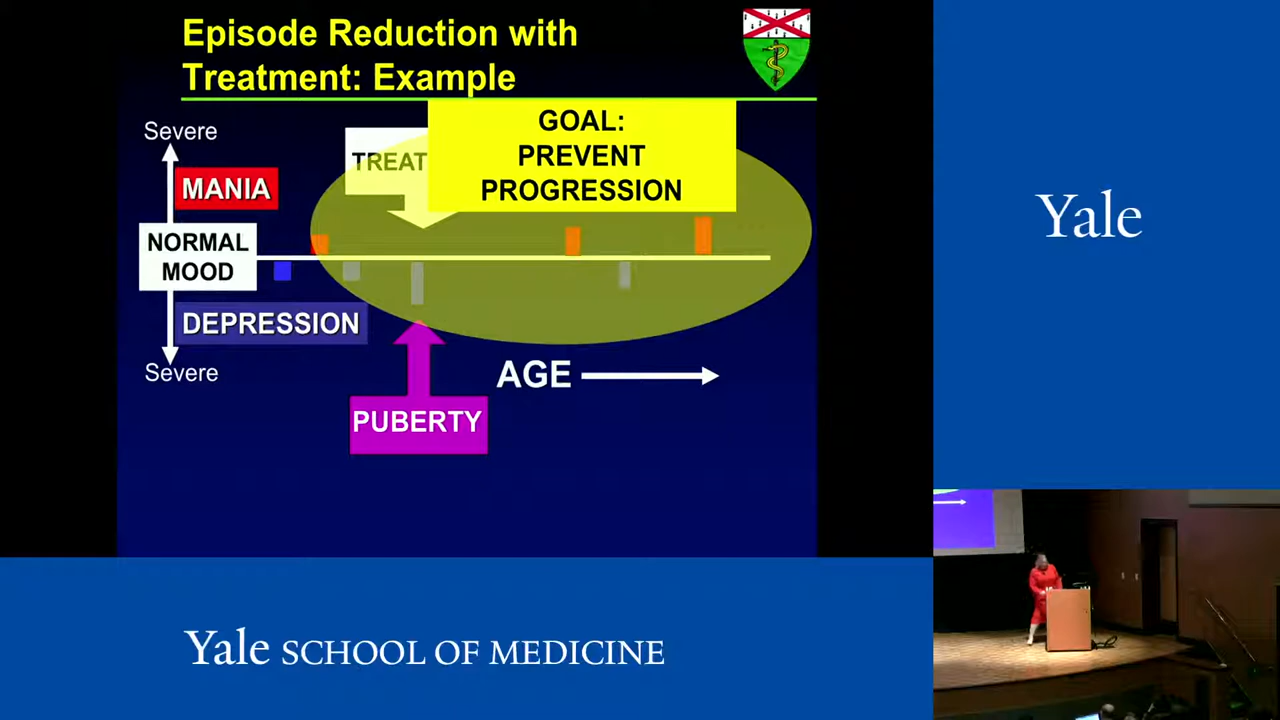 Episode Reduction with
Treatment: Example
Severe
MANIA
NORMAL
MOOD
DEPRESSION
Severe
TREAT
GOAL:
PREVENT
PROGRESSION
AGE
PUBERTY
Yale
Yale SCHOOL OF MEDICINE